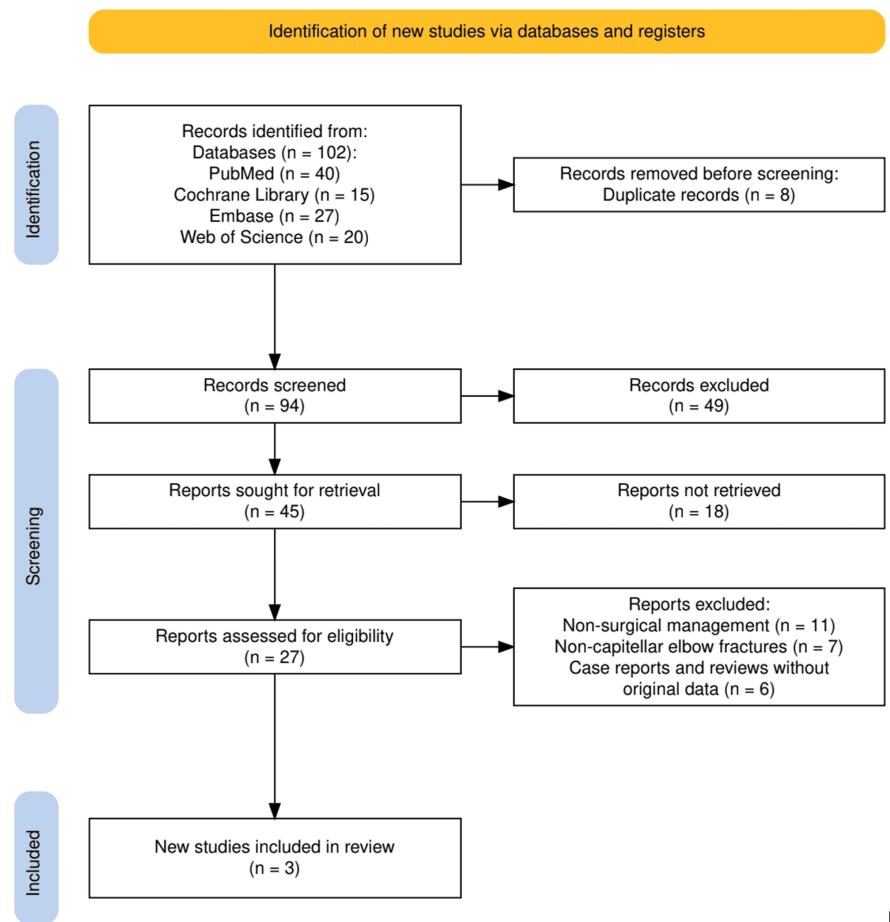 Identification of new studies via databases and registers
Identification
Records identified from:
Databases (n = 102):
PubMed (n = 40)
Cochrane Library (n = 15)
Embase (n = 27)
Web of Science (n = 20)
Records removed before screening:
Duplicate records (n = 8)
Screening
Records screened
(n = 94)
Records excluded
(n = 49)
Reports sought for retrieval
(n = 45)
Reports not retrieved
(n = 18)
Reports assessed for eligibility
(n = 27)
Reports excluded:
Non-surgical management (n = 11)
Non-capitellar elbow fractures (n = 7)
Case reports and reviews without
original data (n = 6)
Included
New studies included in review
(n = 3)